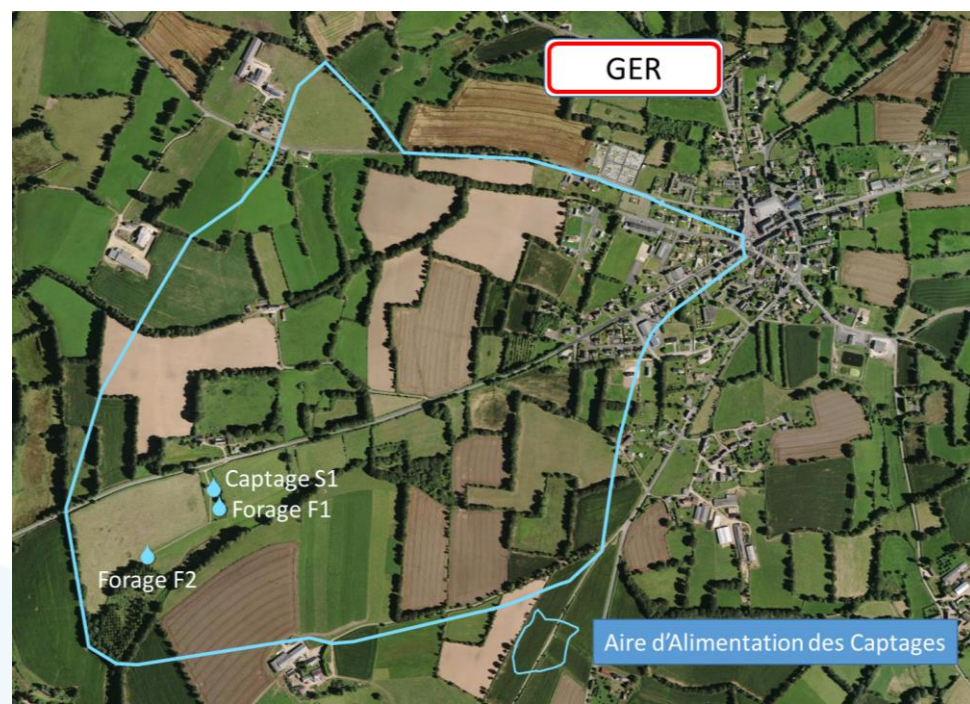 GER
Captage S1
Forage F1
Forage F2
Aire d'Alimentation des Captages